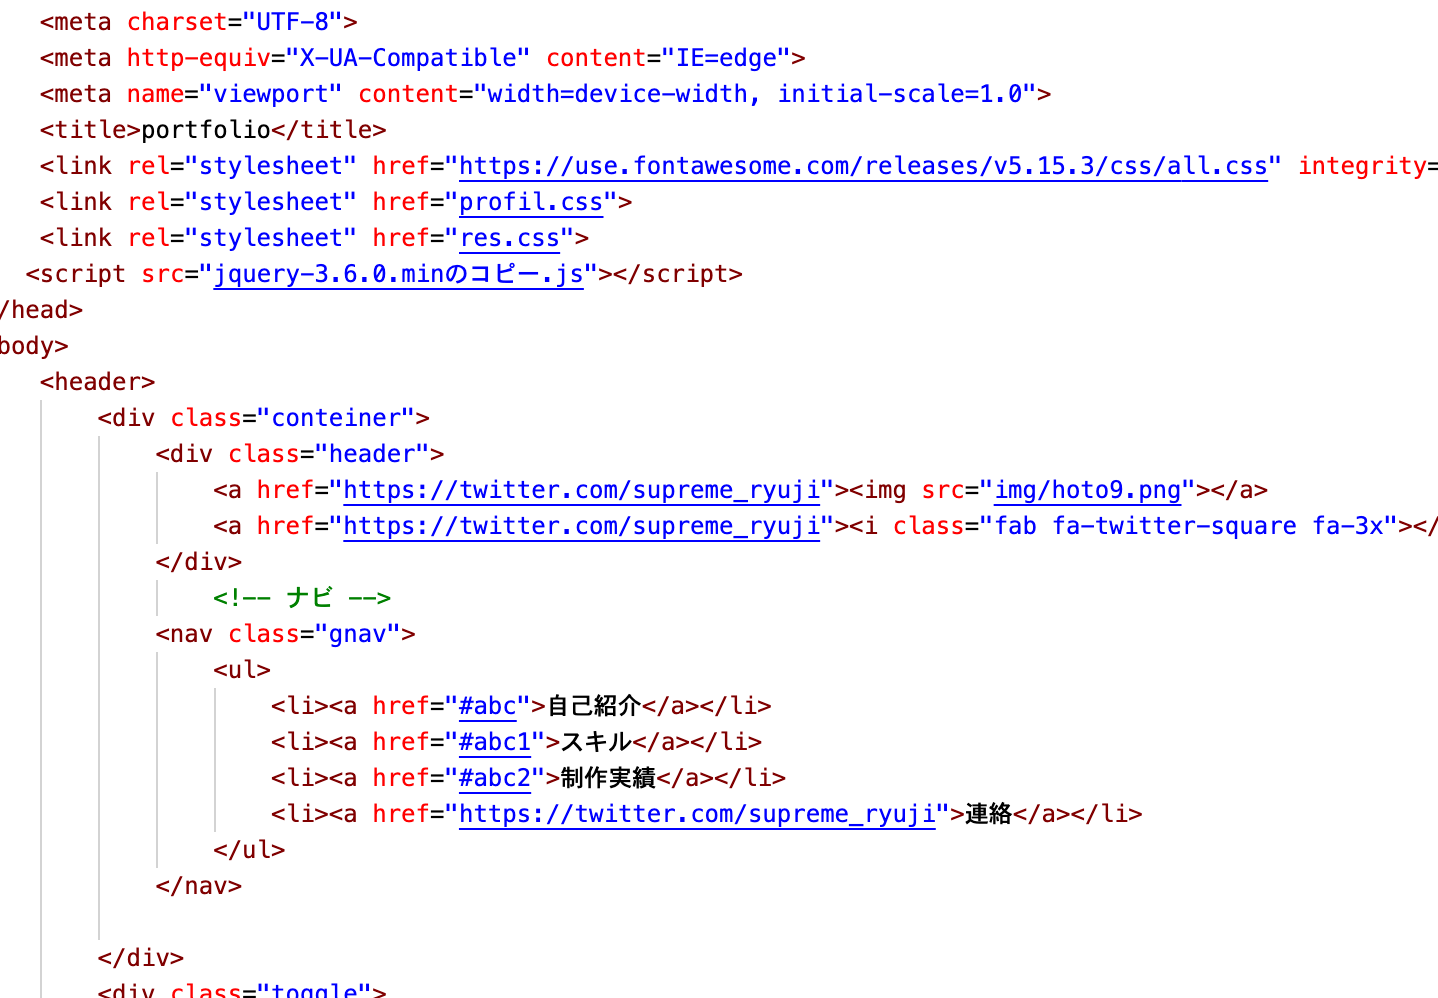 <meta charset="UTF-8">
<meta http-equiv="X-UA-Compatible" content="IE=edge">
<meta name="viewport" content="width=device-width, initial-scale=1.0">
<title>portfolio</title>
<link rel="stylesheet" href="https://use.fontawesome.com/releases/v5.15.3/css/all.css" integrity=
<link rel="stylesheet" href="profil.css">
<link rel="stylesheet" href="res.css">
<script src="jquery-3.6.0.minのコピー.js"></script>
/head>
body>
<header>
<div class="conteiner">
<div class="header">
<a href="https://twitter.com/supreme_ryuji"><img src="img/hoto9.png"></a>
<a href="https://twitter.com/supreme_ryuji"><i class="fab fa-twitter-square fa-3x"></
</div>
<!-- ナビ -->
<nav class="gnav">
<ul>
<li><a href="#abc">自己紹介</a></li>
<li><a href="#abc1">スキル</a></li>
<li><a href="#abc2">制作実績</a></li>
<li><a href="https://twitter.com/supreme_ryuji">連絡</a></li>
</ul>
</nav>
</div>
<div class="toggle">